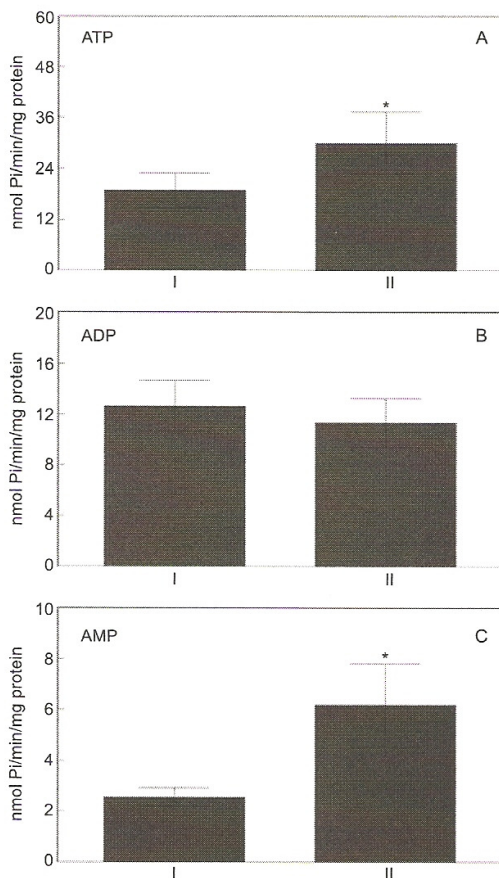 60
ATP
A
48
36
24
12
0
*
nmol Pi/min/mg protein
I
II
20
ADP
B
16
12
8
4
0
nmol Pi/min/mg protein
I
II
10
AMP
C
8
6
4
2
0
*
nmol Pi/min/mg protein
I
II